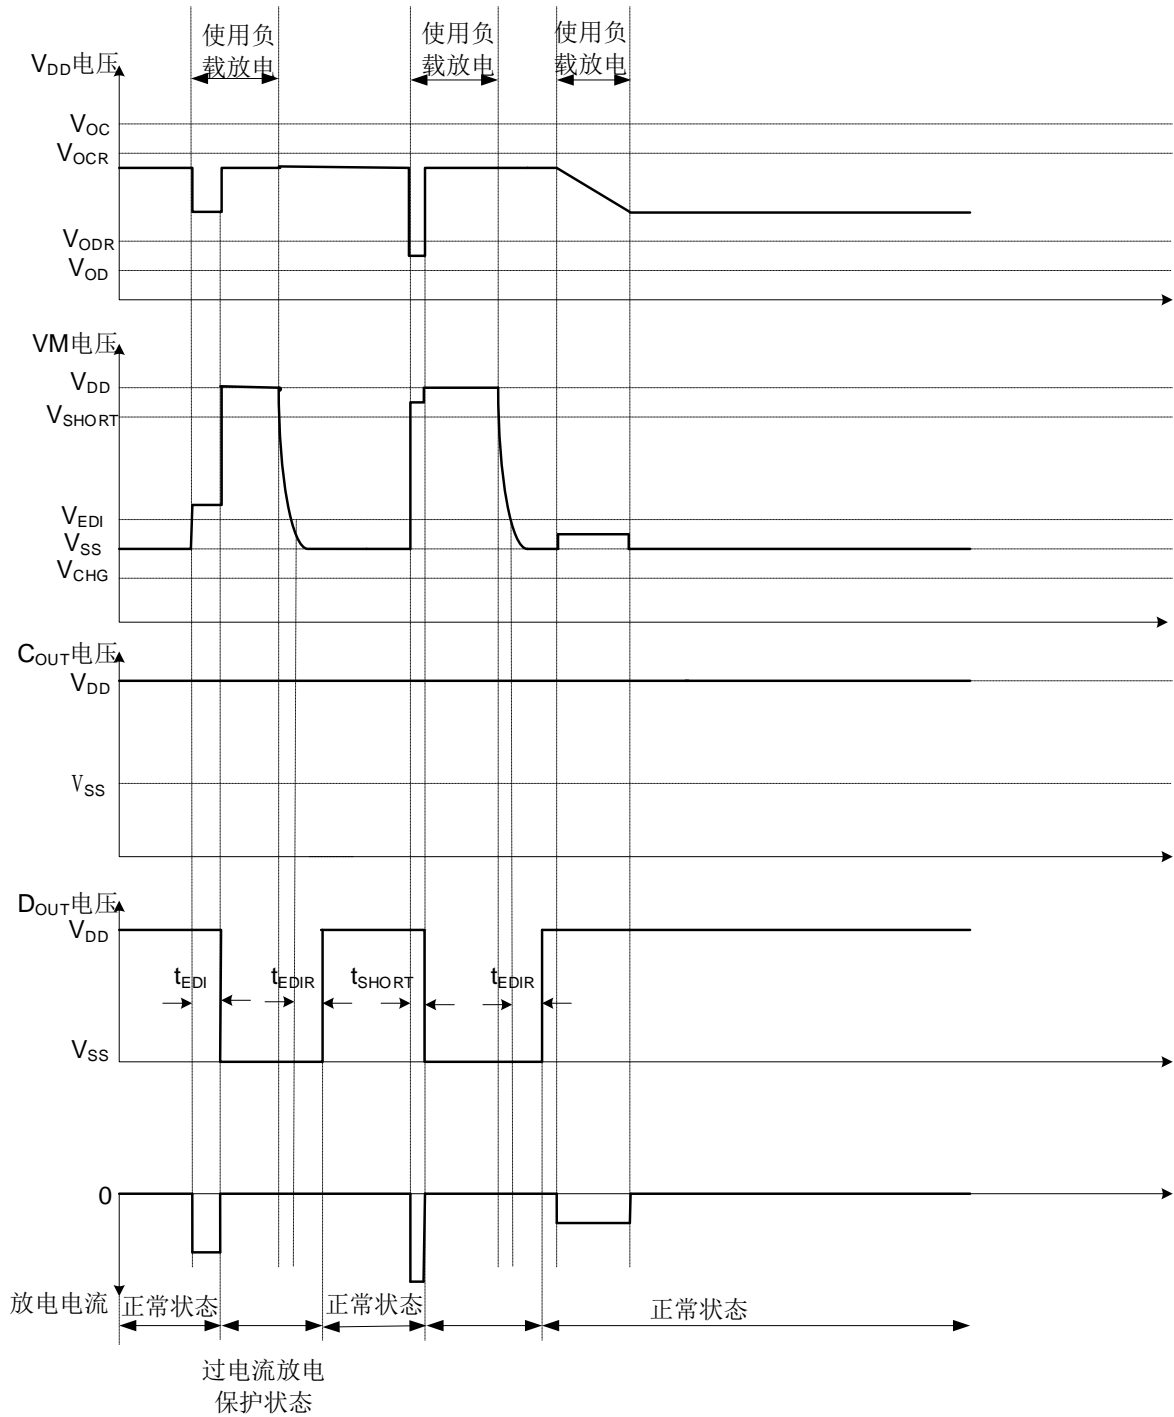 使用负
载放电
使用负
载放电
使用负
载放电
VDD电压
VOC
VOCR
VODR
VOD
VM电压
VDD
VSHORT
VEDI
VSS
VCHG
COUT电压
VDD
VSS
DOUT电压
VDD
tEDI
tEDIR
tSHORT
tEDIR
VSS
0
放电电流
正常状态
正常状态
正常状态
过电流放电
保护状态